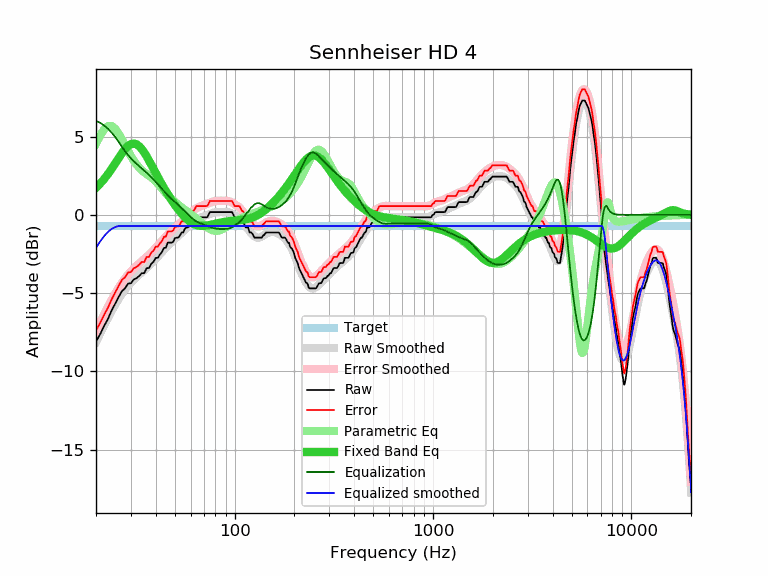 Sennheiser HD 4
Amplitude (dBr)
5
0
−5
−10
−15
Target
Raw Smoothed
Error Smoothed
Raw
Error
Parametric Eq
Fixed Band Eq
Equalization
Equalized smoothed
100
1000
10000
Frequency (Hz)